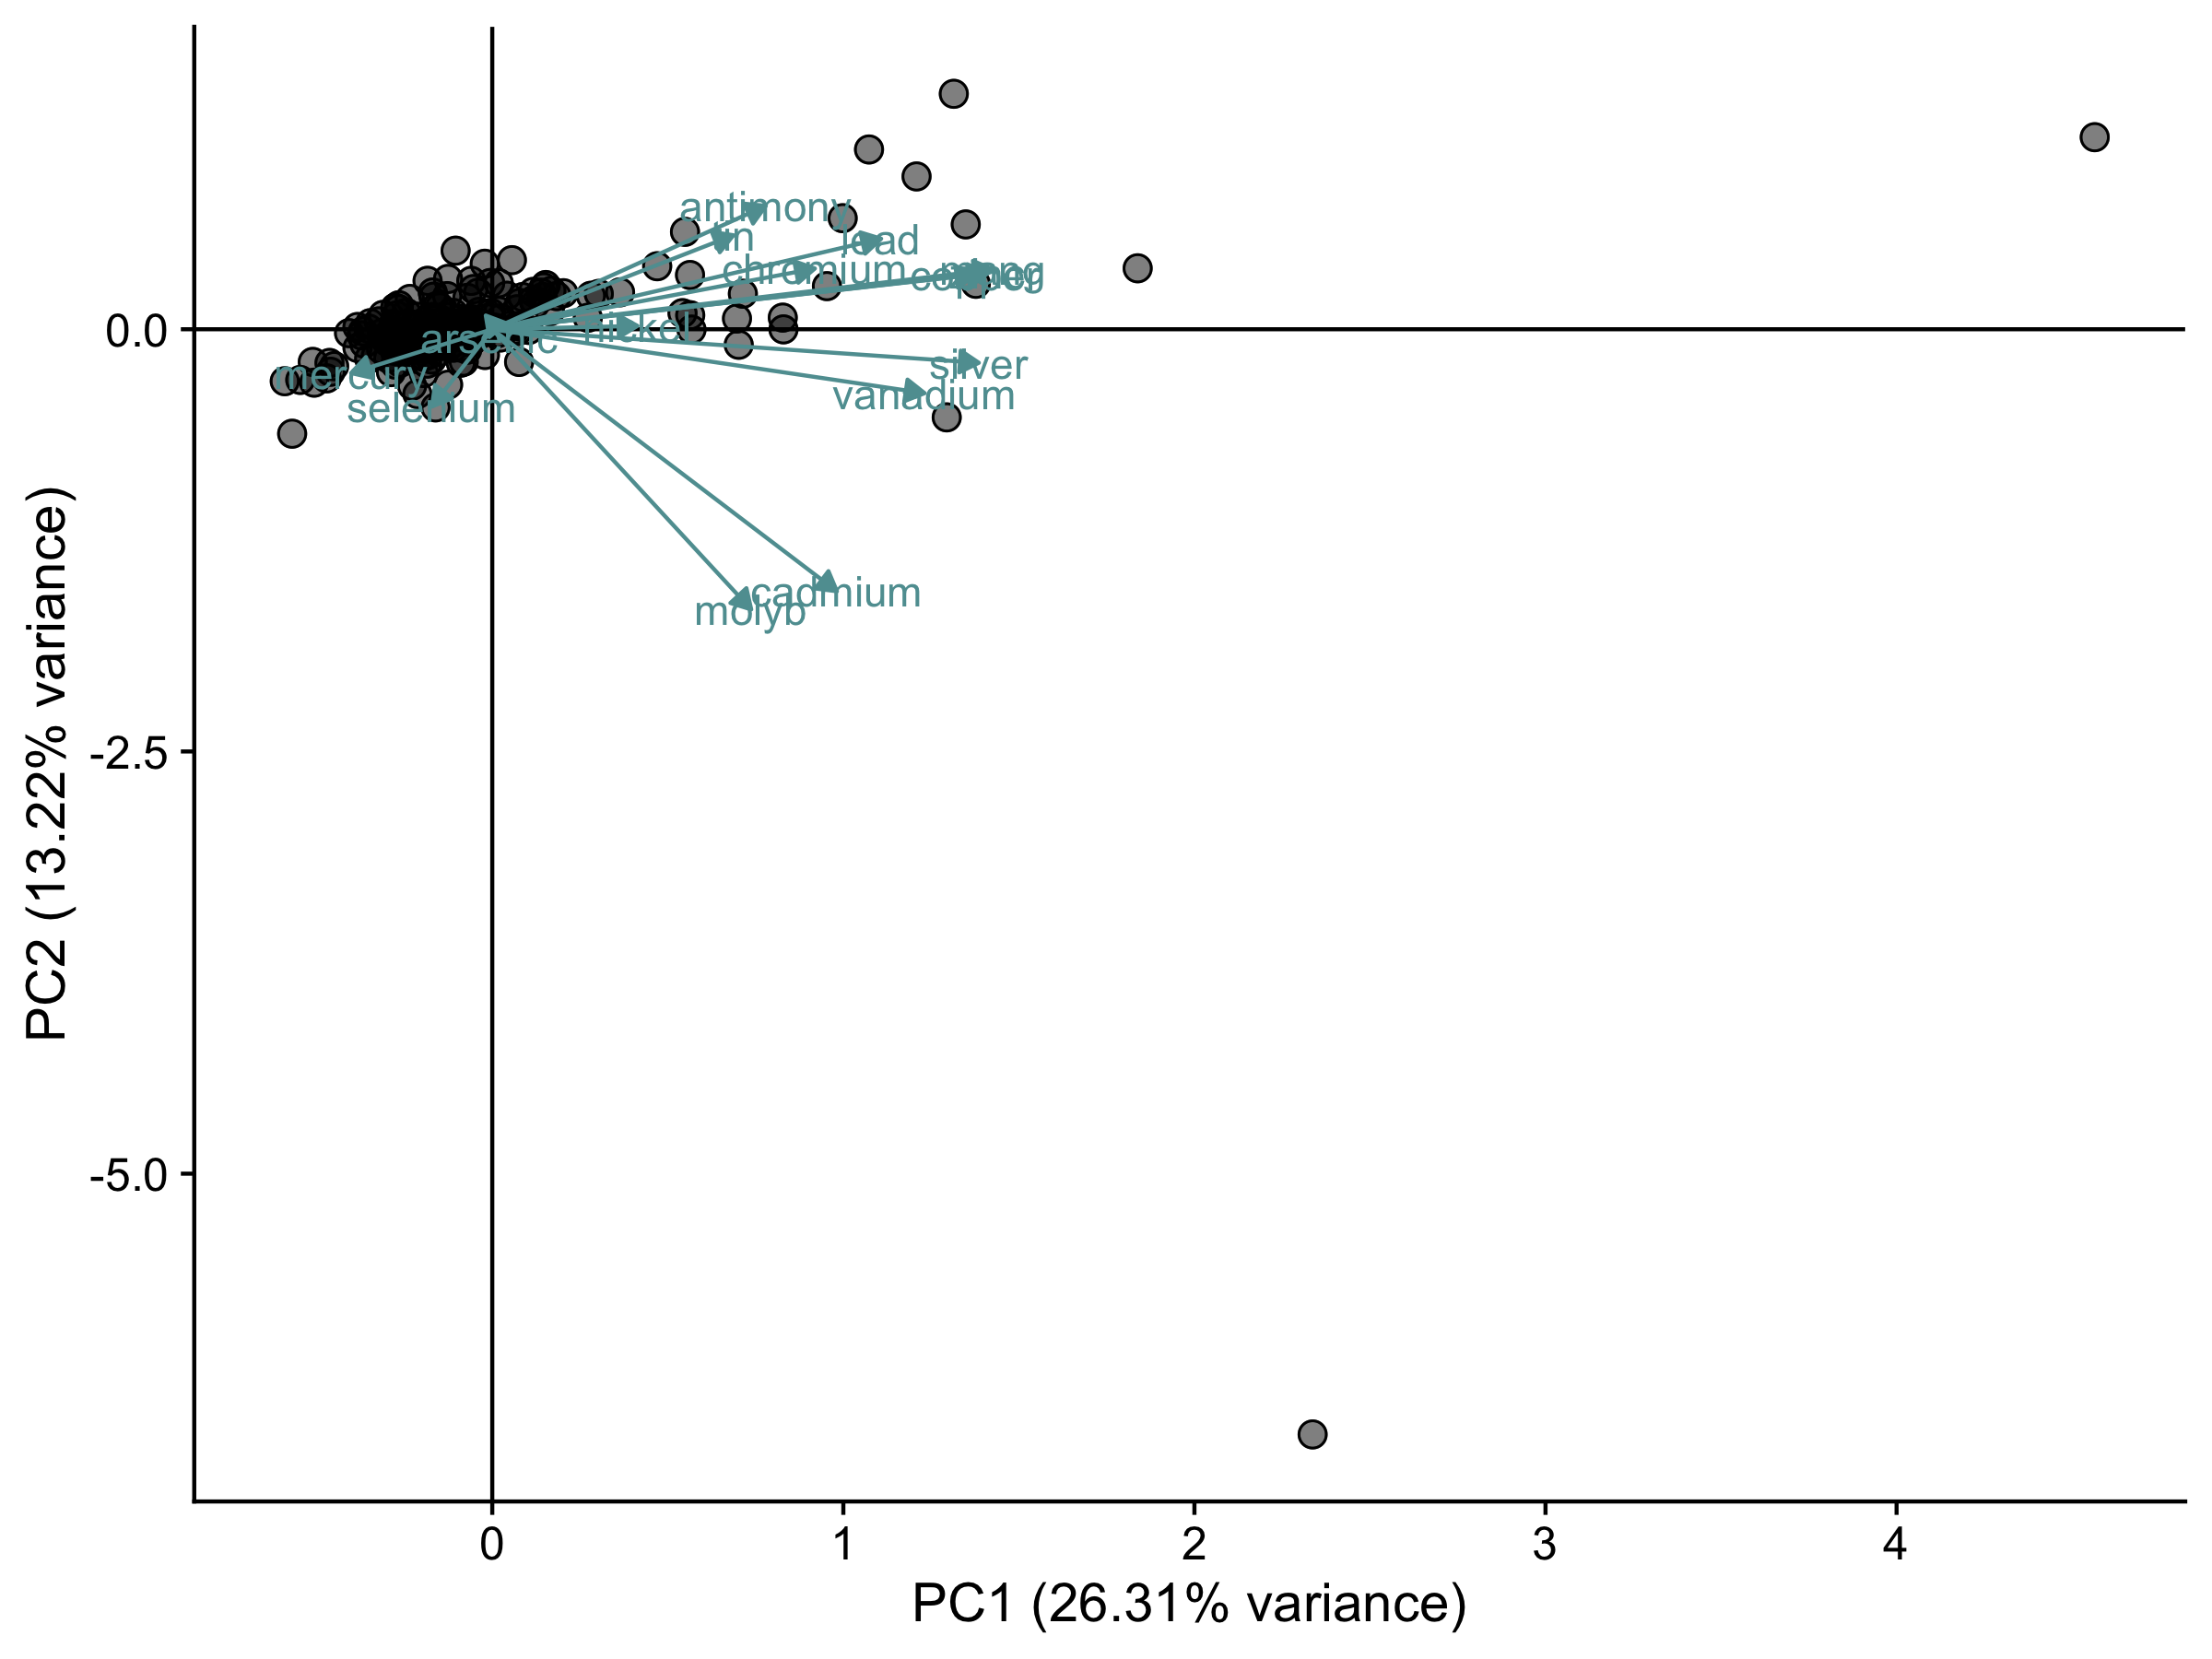 antimony
tin
lead
chromium
copper
nickel
arsenic
silver
mercury
vanadium
selenium
cadmium
molyb
0.0
-2.5
-5.0
PC2 (13.22% variance)
0
1
2
3
4
PC1 (26.31% variance)